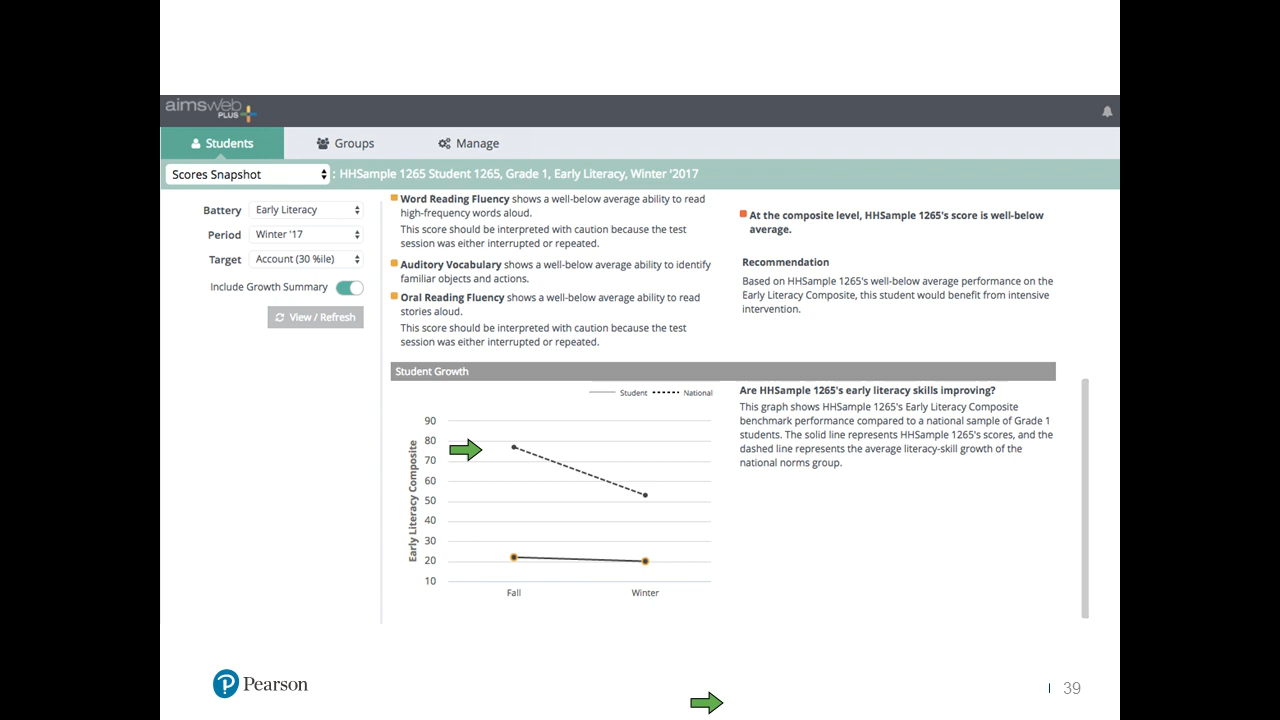 aimsweb
PLUS
Students
Groups
Manage
Scores Snapshot
: HHSample 1265 Student 1265, Grade 1, Early Literacy, Winter '2017
Battery
Early Literacy
Period
Winter '17
Target
Account (30 %ile)
Include Growth Summary
View / Refresh
Word Reading Fluency shows a well-below average ability to read
high-frequency words aloud.
This score should be interpreted with caution because the test
session was either interrupted or repeated.
Auditory Vocabulary shows a well-below average ability to identify
familiar objects and actions.
Oral Reading Fluency shows a well-below average ability to read
stories aloud.
This score should be interpreted with caution because the test
session was either interrupted or repeated.
At the composite level, HHSample 1265's score is well-below
average.
Recommendation
Based on HHSample 1265's well-below average performance on the
Early Literacy Composite, this student would benefit from intensive
intervention.
Student Growth
Student
National
Early Literacy Composite
90
80
70
60
50
40
30
20
10
Fall
Winter
Are HHSample 1265's early literacy skills improving?
This graph shows HHSample 1265's Early Literacy Composite
benchmark performance compared to a national sample of Grade 1
students. The solid line represents HHSample 1265's scores, and the
dashed line represents the average literacy-skill growth of the
national norms group.
P Pearson
39